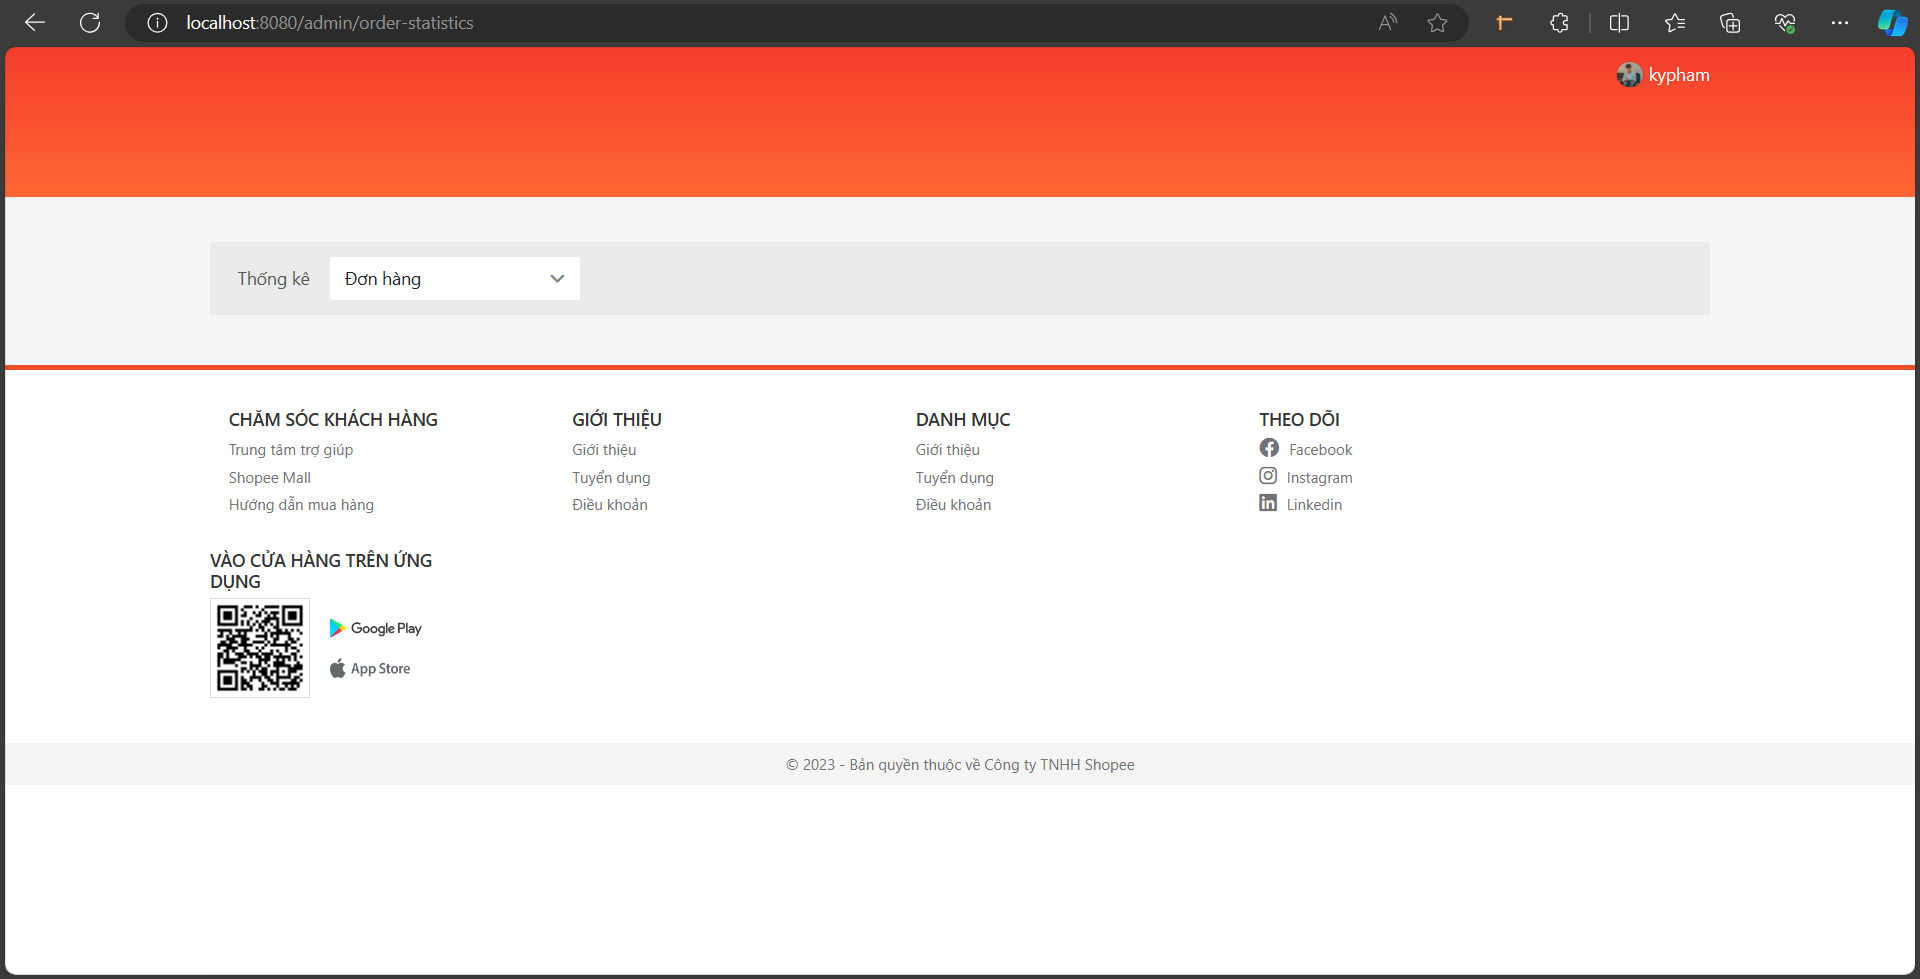 localhost:8080/admin/order-statistics
kypham
Thống kê
Đơn hàng
CHĂM SÓC KHÁCH HÀNG
Trung tâm trợ giúp
Shopee Mall
Hướng dẫn mua hàng
GIỚI THIỆU
Giới thiệu
Tuyển dụng
Điều khoản
DANH MỤC
Giới thiệu
Tuyển dụng
Điều khoản
THEO DÕI
Facebook
Instagram
Linkedin
VÀO CỬA HÀNG TRÊN ỨNG
DỤNG
Google Play
App Store
© 2023 - Bản quyền thuộc về Công ty TNHH Shopee